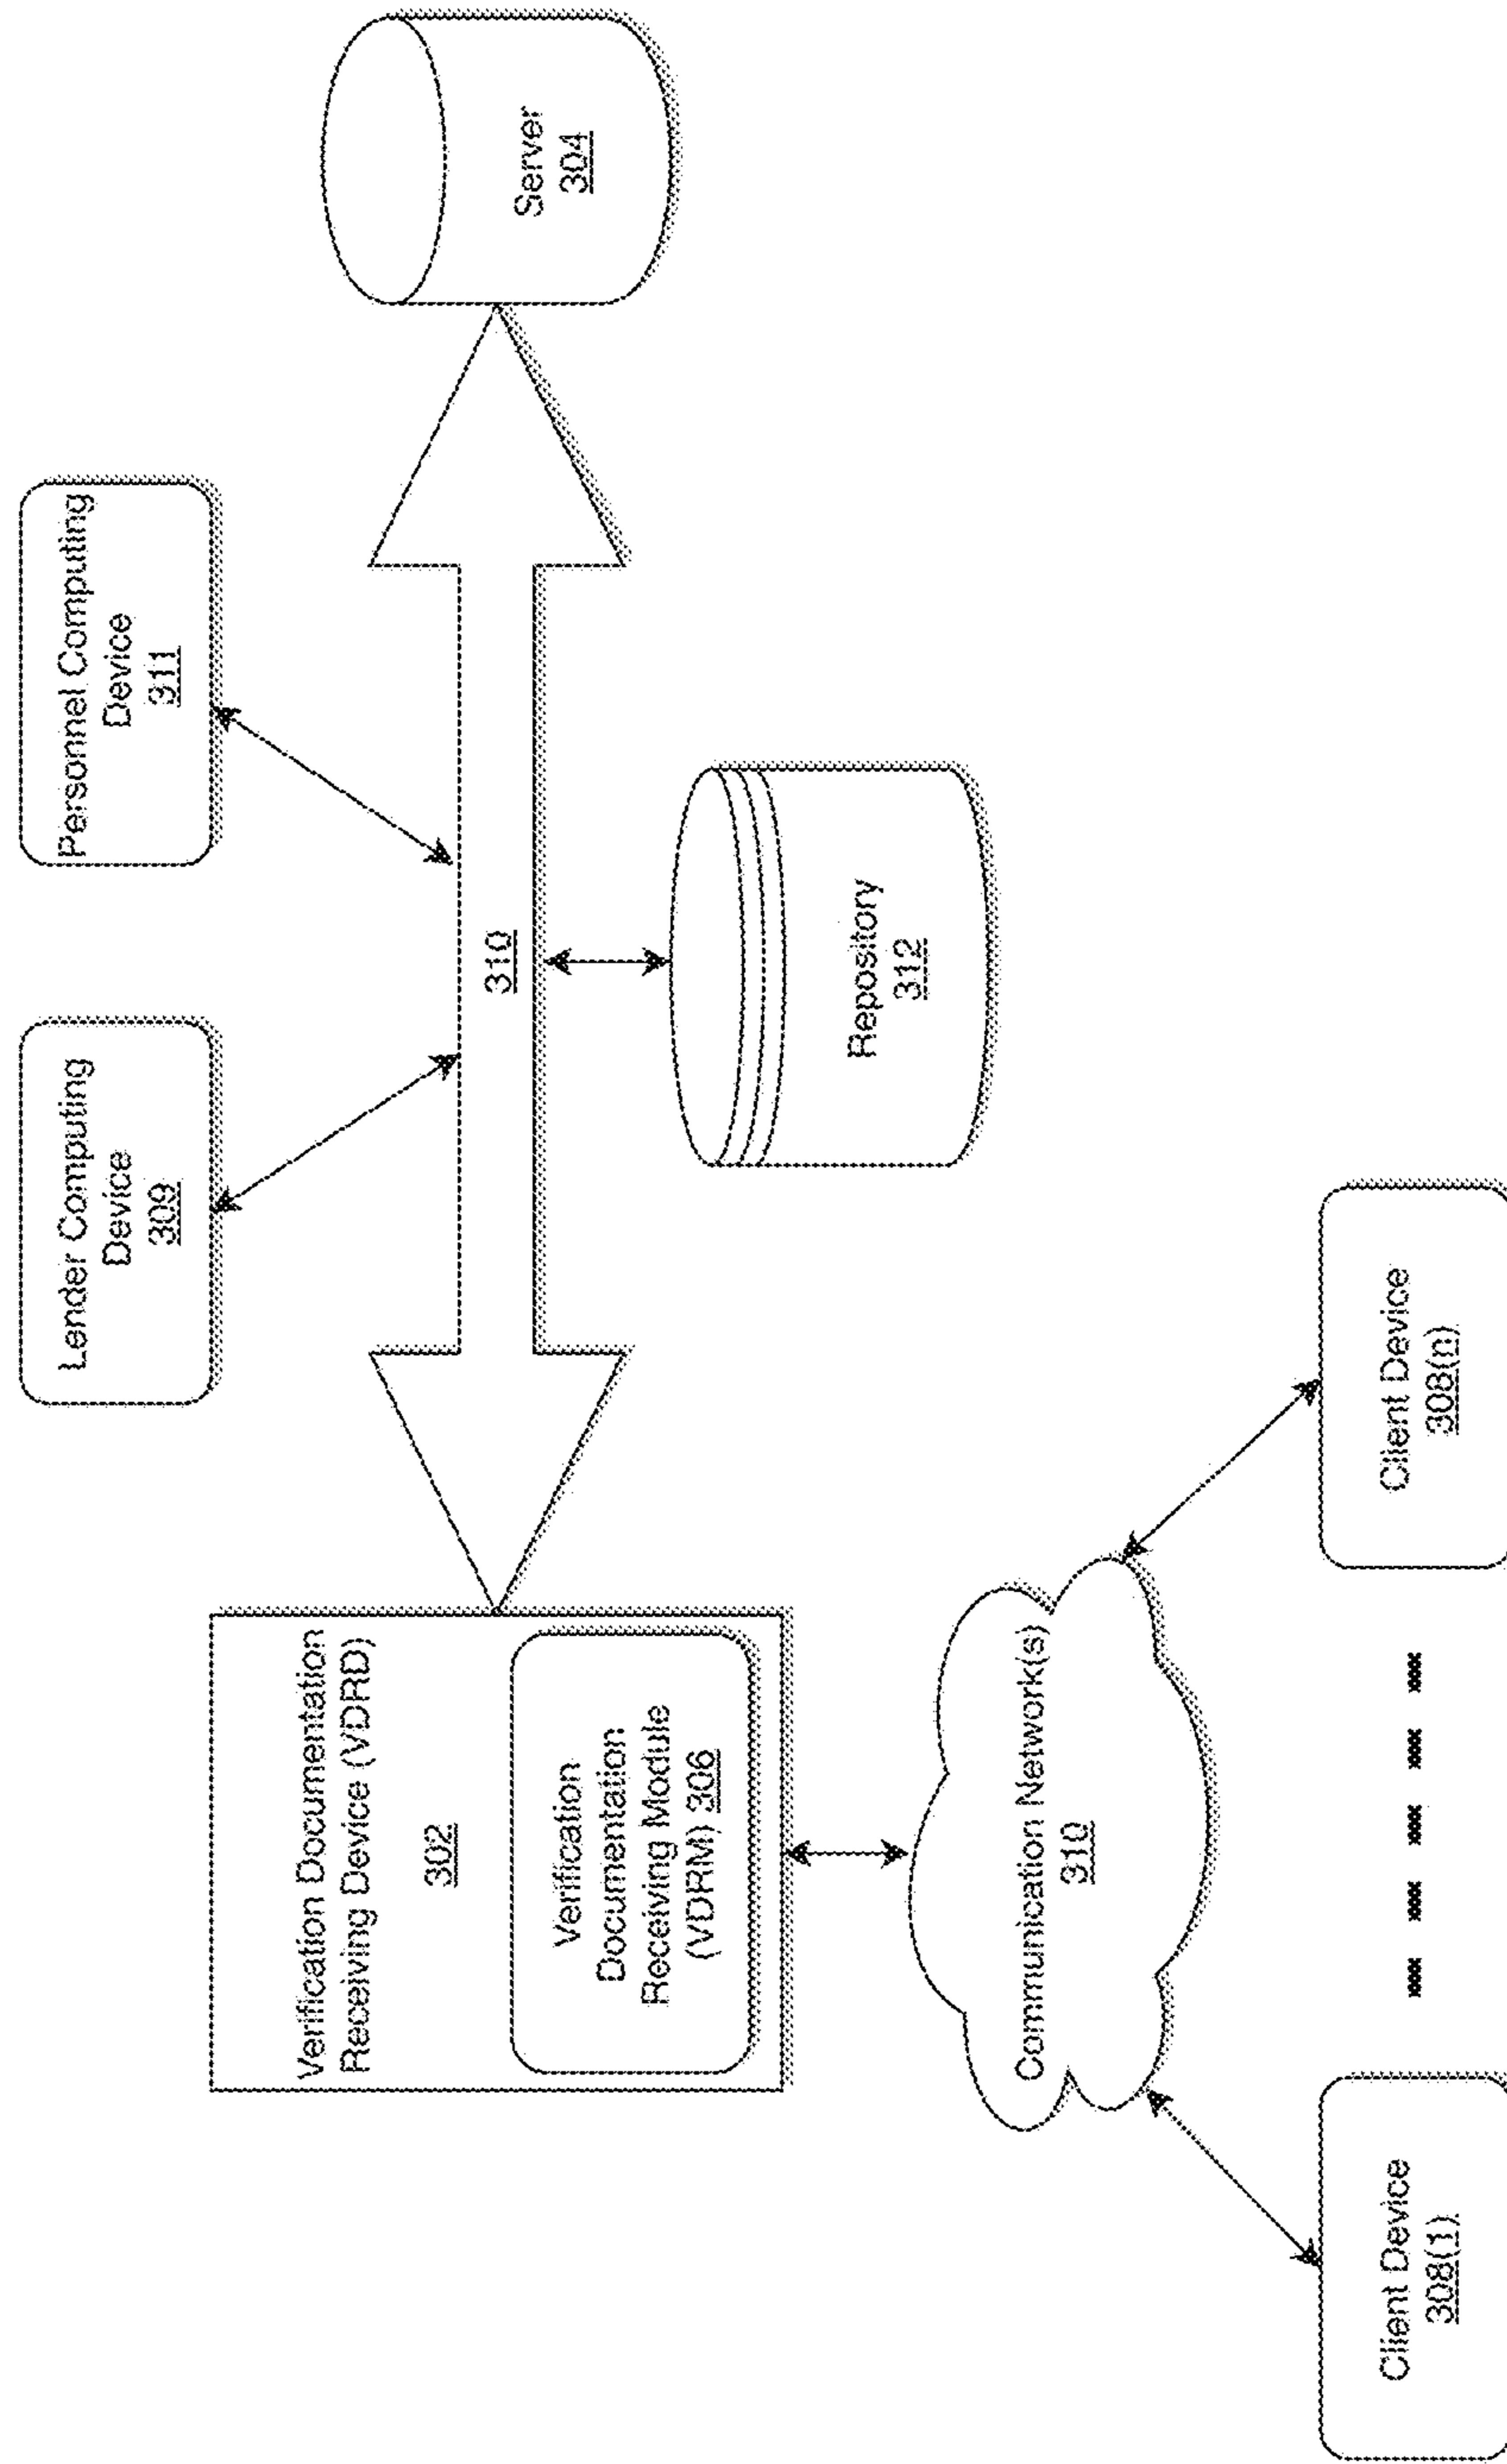 Lender Computing
Device
309
Personnel Computing
Device
311
Verification Documentation
Receiving Device (VDRD)
302
Verification
Documentation
Receiving Module
(VDRM) 306
310
Server
304
Repository
312
Communication Network(s)
310
Client Device
308(1)
Client Device
308(n)